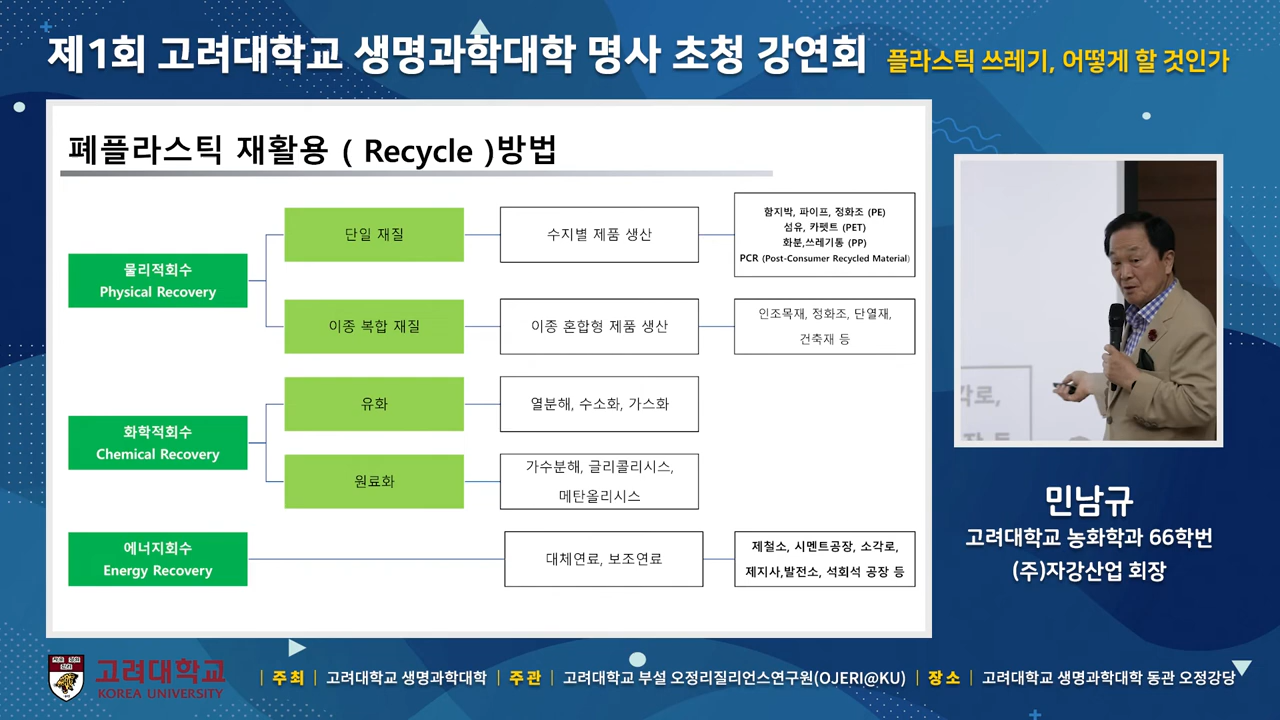 제1회 고려대학교 생명과학대학 명사 초청 강연회 플라스틱 쓰레기, 어떻게 할 것인가
폐플라스틱 재활용 ( Recycle )방법
물리적회수
Physical Recovery
단일 재질
수지별 제품 생산
함지박, 파이프, 정화조 (PE)
섬유, 카펫트 (PET)
화분,쓰레기통 (PP)
PCR (Post-Consumer Recycled Material)
이종 복합 재질
이종 혼합형 제품 생산
인조목재, 정화조, 단열재,
건축재 등
화학적회수
Chemical Recovery
유화
열분해, 수소화, 가스화
원료화
가수분해, 글리콜리시스,
메탄올리시스
에너지회수
Energy Recovery
대체연료, 보조연료
제철소, 시멘트공장, 소각로,
제지사,발전소, 석회석 공장 등
각로,
장 등
민남규
고려대학교 농화학과 66학번
(주)자강산업 회장
고려대학교
KOREA UNIVERSITY
| 주최 | 고려대학교 생명과학대학 | 주관 | 고려대학교 부설 오정리질리언스연구원(OJERI@KU) | 장소 | 고려대학교 생명과학대학 동관 오정강당